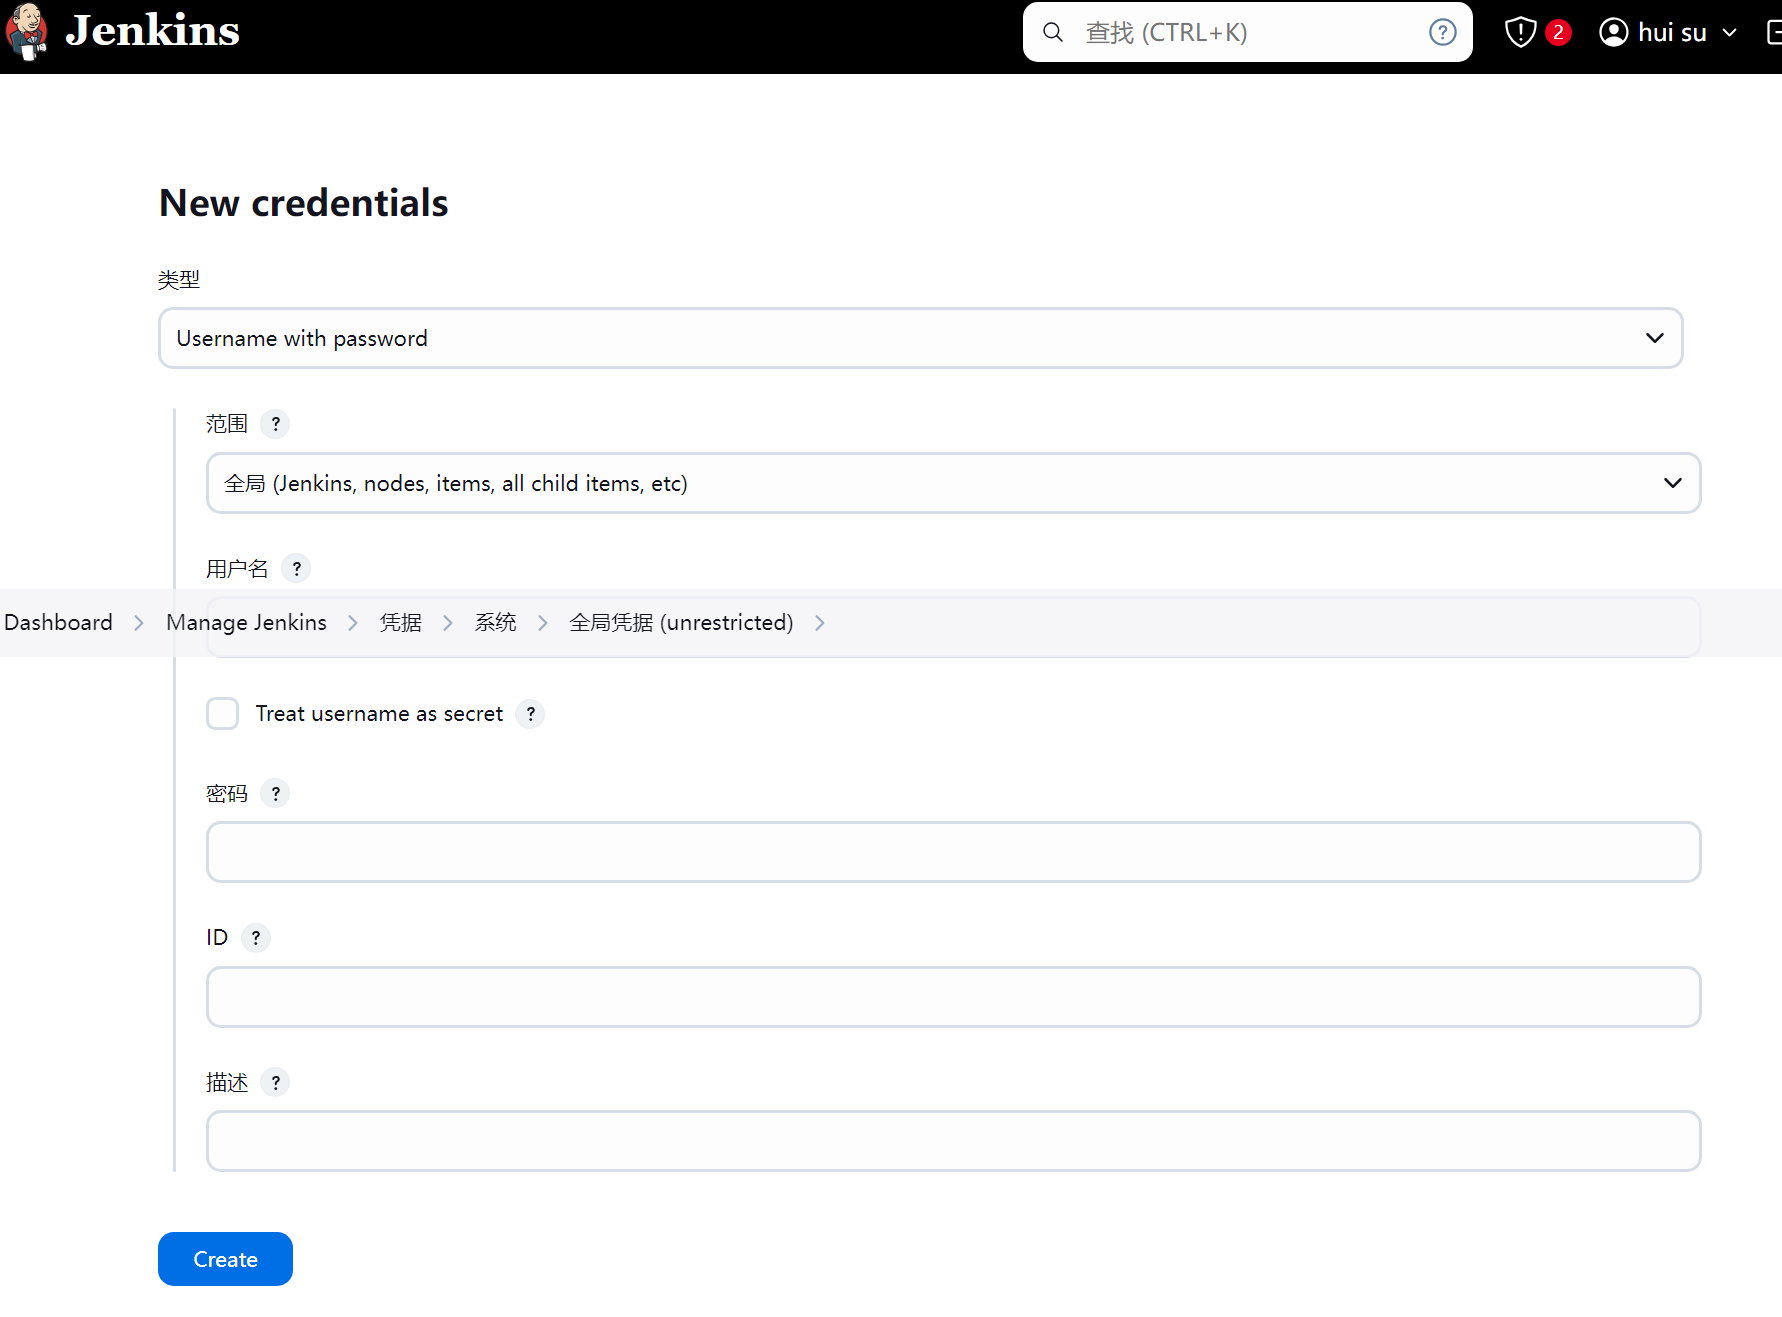 Jenkins
查找 (CTRL+K)
?
2
hui su
New credentials
类型
Username with password
范围 ?
全局 (Jenkins, nodes, items, all child items, etc)
用户名 ?
Dashboard > Manage Jenkins > 凭据 > 系统 > 全局凭据 (unrestricted) >
Treat username as secret ?
密码 ?
ID ?
描述 ?
Create